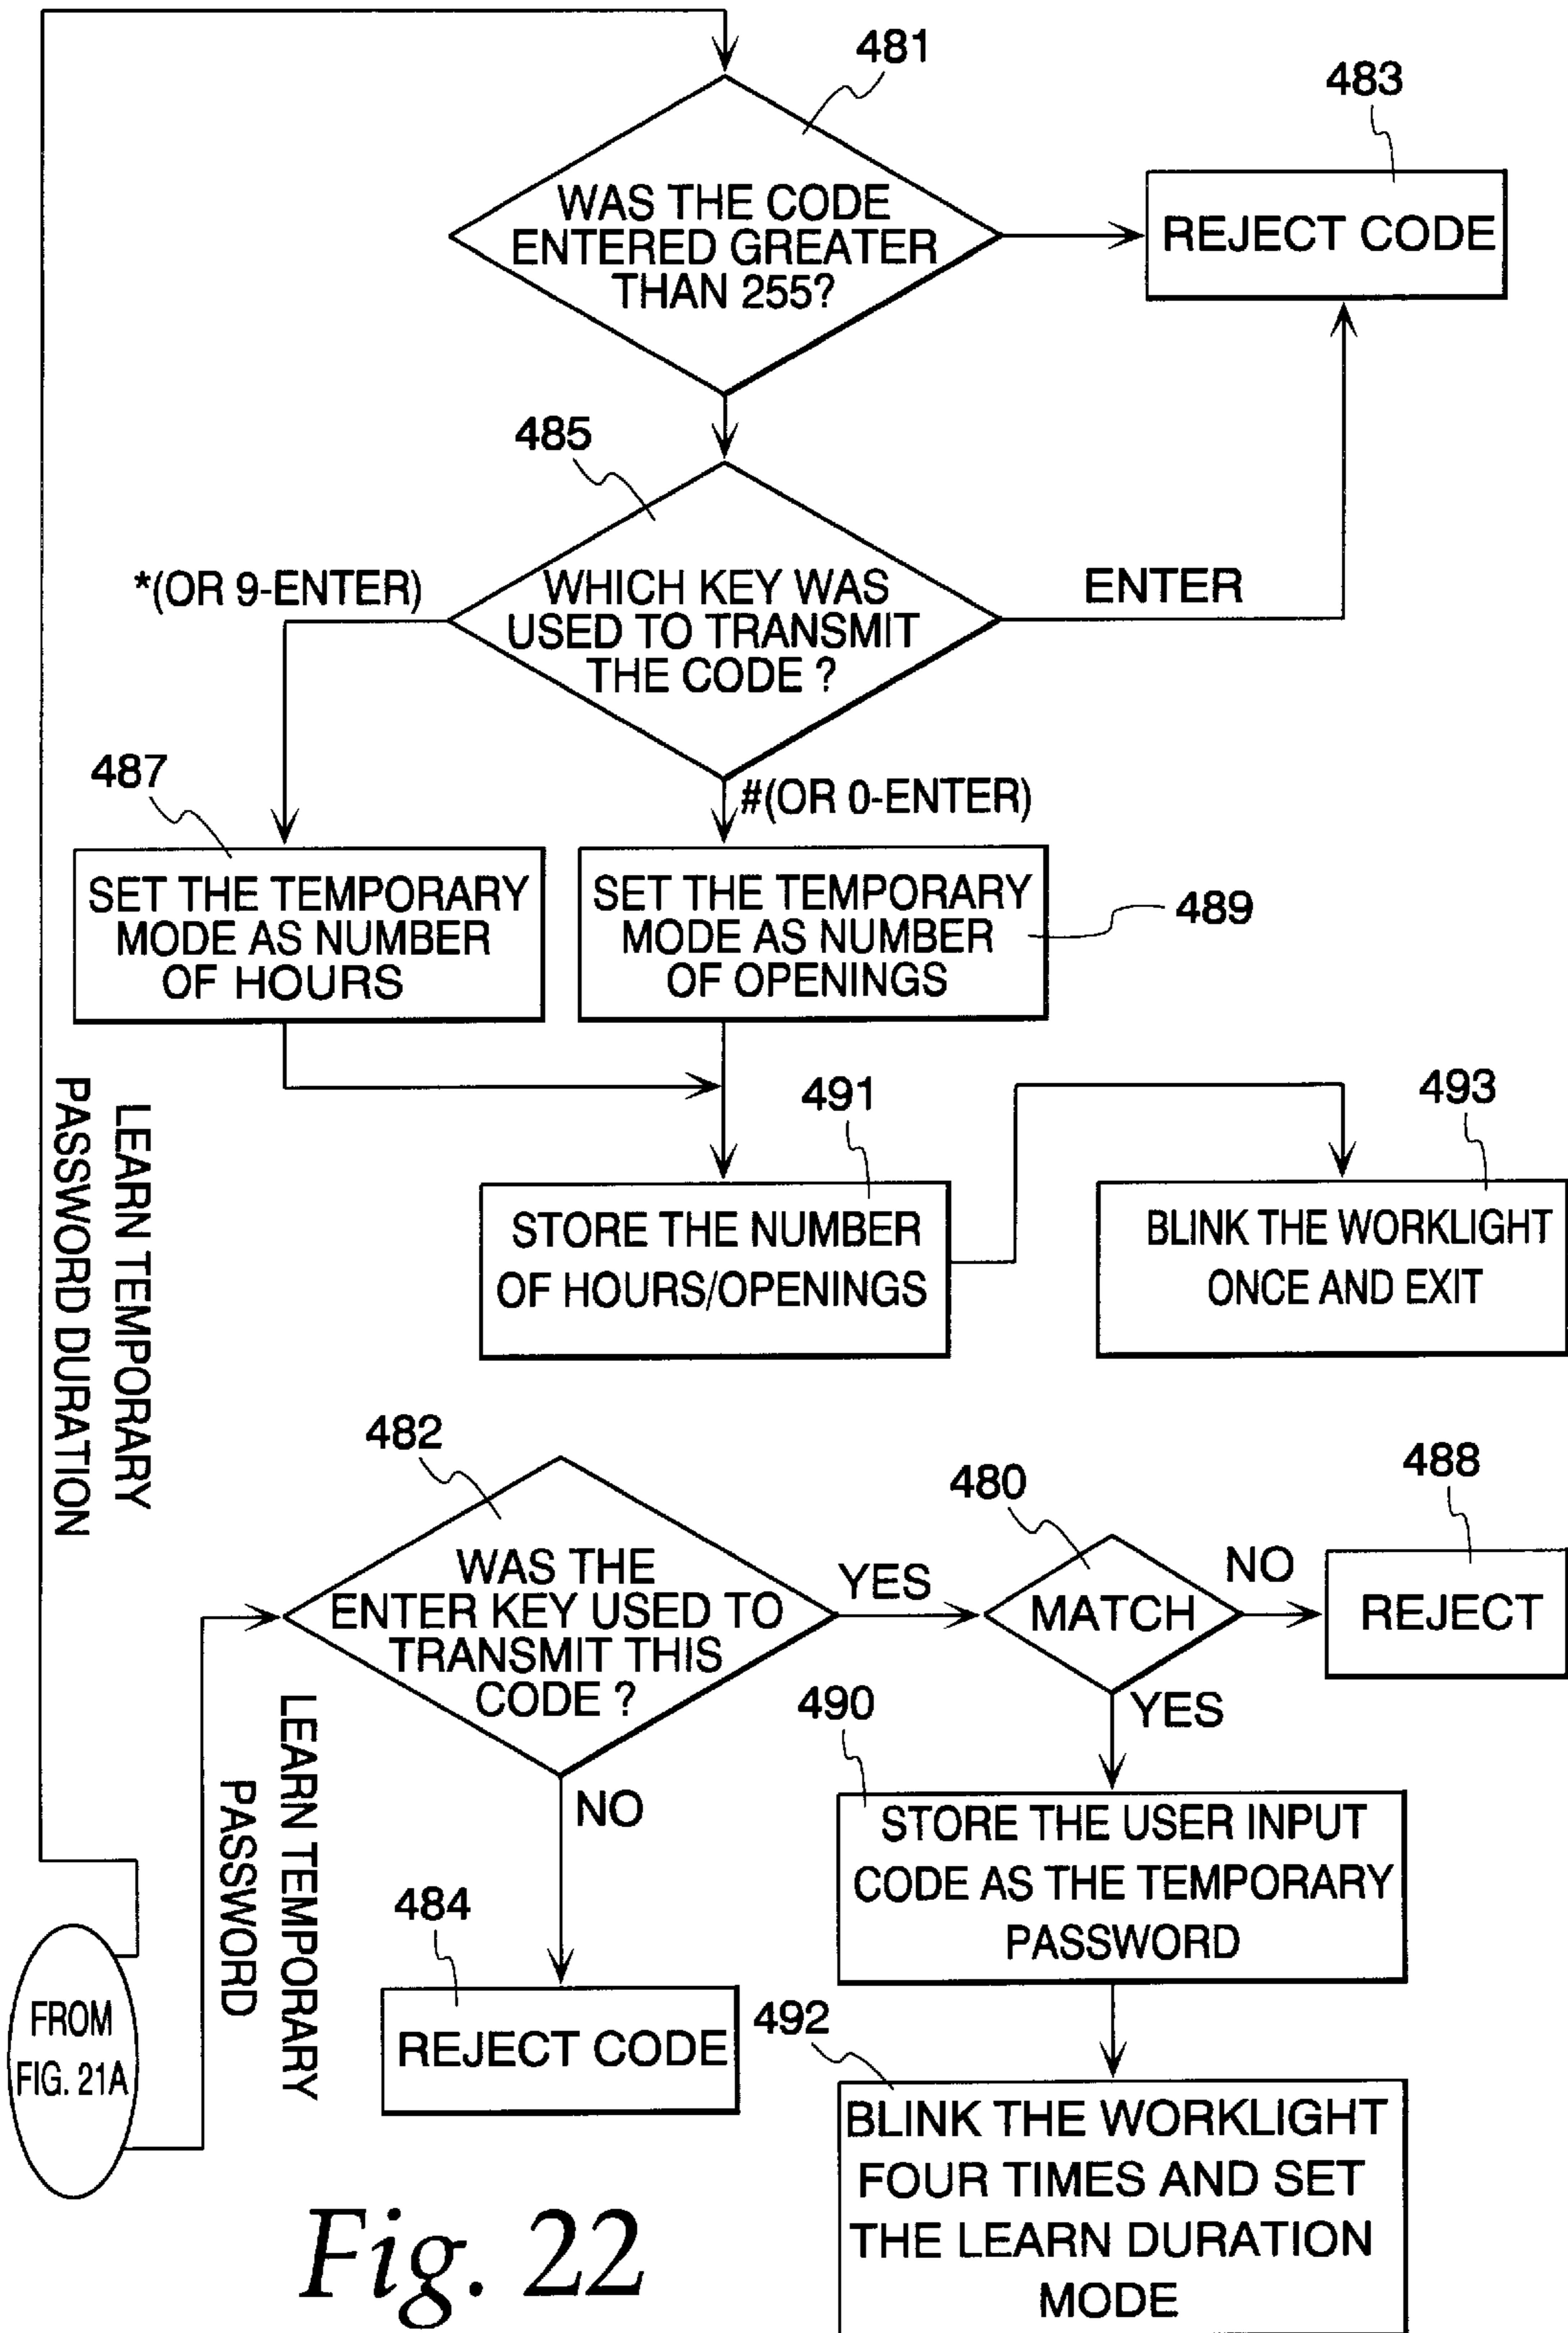 481
483
WAS THE CODE
ENTERED GREATER
THAN 255?
REJECT CODE
485
*(OR 9-ENTER)
WHICH KEY WAS
USED TO TRANSMIT
THE CODE ?
ENTER
487
#(OR 0-ENTER)
SET THE TEMPORARY
MODE AS NUMBER
OF HOURS
SET THE TEMPORARY
MODE AS NUMBER
OF OPENINGS
489
LEARN TEMPORARY
PASSWORD DURATION
491
493
STORE THE NUMBER
OF HOURS/OPENINGS
BLINK THE WORKLIGHT
ONCE AND EXIT
482
480
488
WAS THE
ENTER KEY USED TO
TRANSMIT THIS
CODE ?
YES
MATCH
NO
REJECT
LEARN TEMPORARY
PASSWORD
490
YES
NO
STORE THE USER INPUT
CODE AS THE TEMPORARY
PASSWORD
484
REJECT CODE
492
FROM
FIG. 21A
BLINK THE WORKLIGHT
FOUR TIMES AND SET
THE LEARN DURATION
MODE
Fig. 22